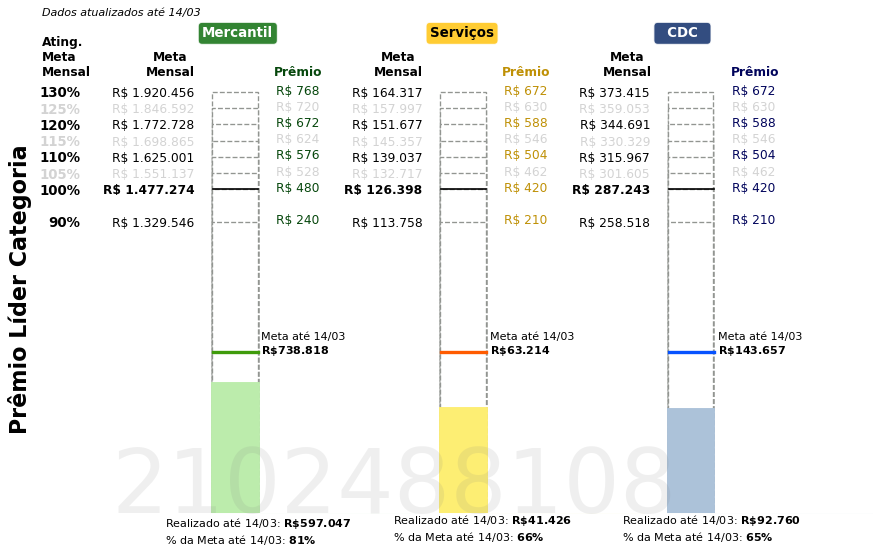 Dados atualizados até 14/03
Mercantil Serviços CDC
Ating. Meta Mensal Meta Mensal Prêmio Meta Mensal Prêmio Meta Mensal Prêmio
130% R$ 1.920.456 R$ 768 R$ 164.317 R$ 672 R$ 373.415 R$ 672
125% R$ 1.846.592 R$ 720 R$ 157.997 R$ 630 R$ 359.053 R$ 630
120% R$ 1.772.728 R$ 672 R$ 151.677 R$ 588 R$ 344.691 R$ 588
115% R$ 1.698.865 R$ 624 R$ 145.357 R$ 546 R$ 330.329 R$ 546
110% R$ 1.625.001 R$ 576 R$ 139.037 R$ 504 R$ 315.967 R$ 504
105% R$ 1.551.137 R$ 528 R$ 132.717 R$ 462 R$ 301.605 R$ 462
100% R$ 1.477.274 R$ 480 R$ 126.398 R$ 420 R$ 287.243 R$ 420
90% R$ 1.329.546 R$ 240 R$ 113.758 R$ 210 R$ 258.518 R$ 210
Prêmio Líder Categoria
Meta até 14/03 Meta até 14/03 Meta até 14/03
R$738.818 R$63.214 R$143.657
2102488108
Realizado até 14/03: R$597.047 Realizado até 14/03: R$41.426 Realizado até 14/03: R$92.760
% da Meta até 14/03: 81% % da Meta até 14/03: 66% % da Meta até 14/03: 65%